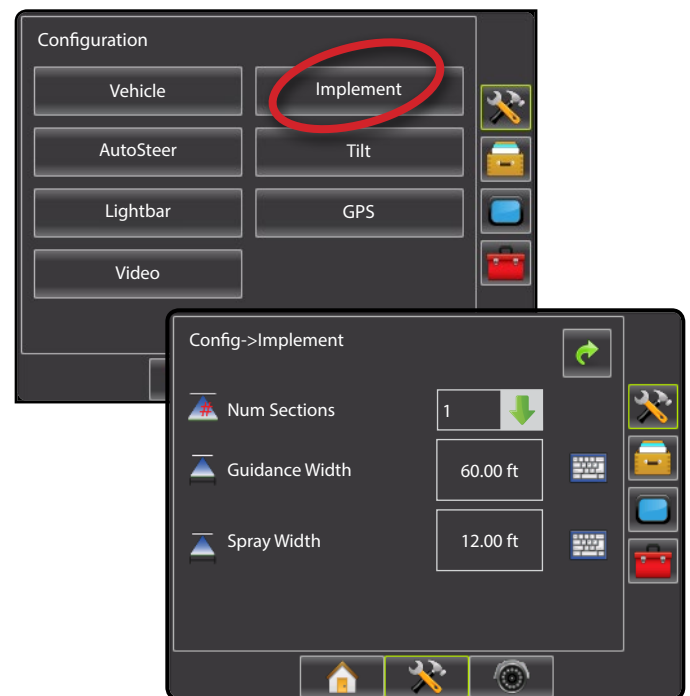 Configuration
Vehicle
Implement
AutoSteer
Tilt
Lightbar
GPS
Video
Config->Implement
Num Sections
1
Guidance Width
60.00 ft
Spray Width
12.00 ft